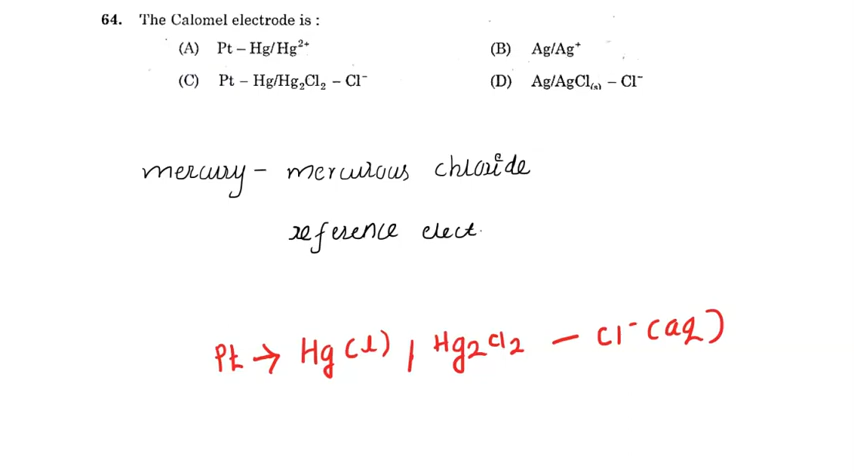 64. The Calomel electrode is :
(A) Pt – Hg/Hg²⁺ (B) Ag/Ag⁺
(C) Pt – Hg/Hg₂Cl₂ – Cl⁻ (D) Ag/AgCl₍ₛ₎ – Cl⁻
mercury – mercurous chloride
reference elect.
Pt → Hg (l) | Hg₂Cl₂ – Cl⁻ (aq)